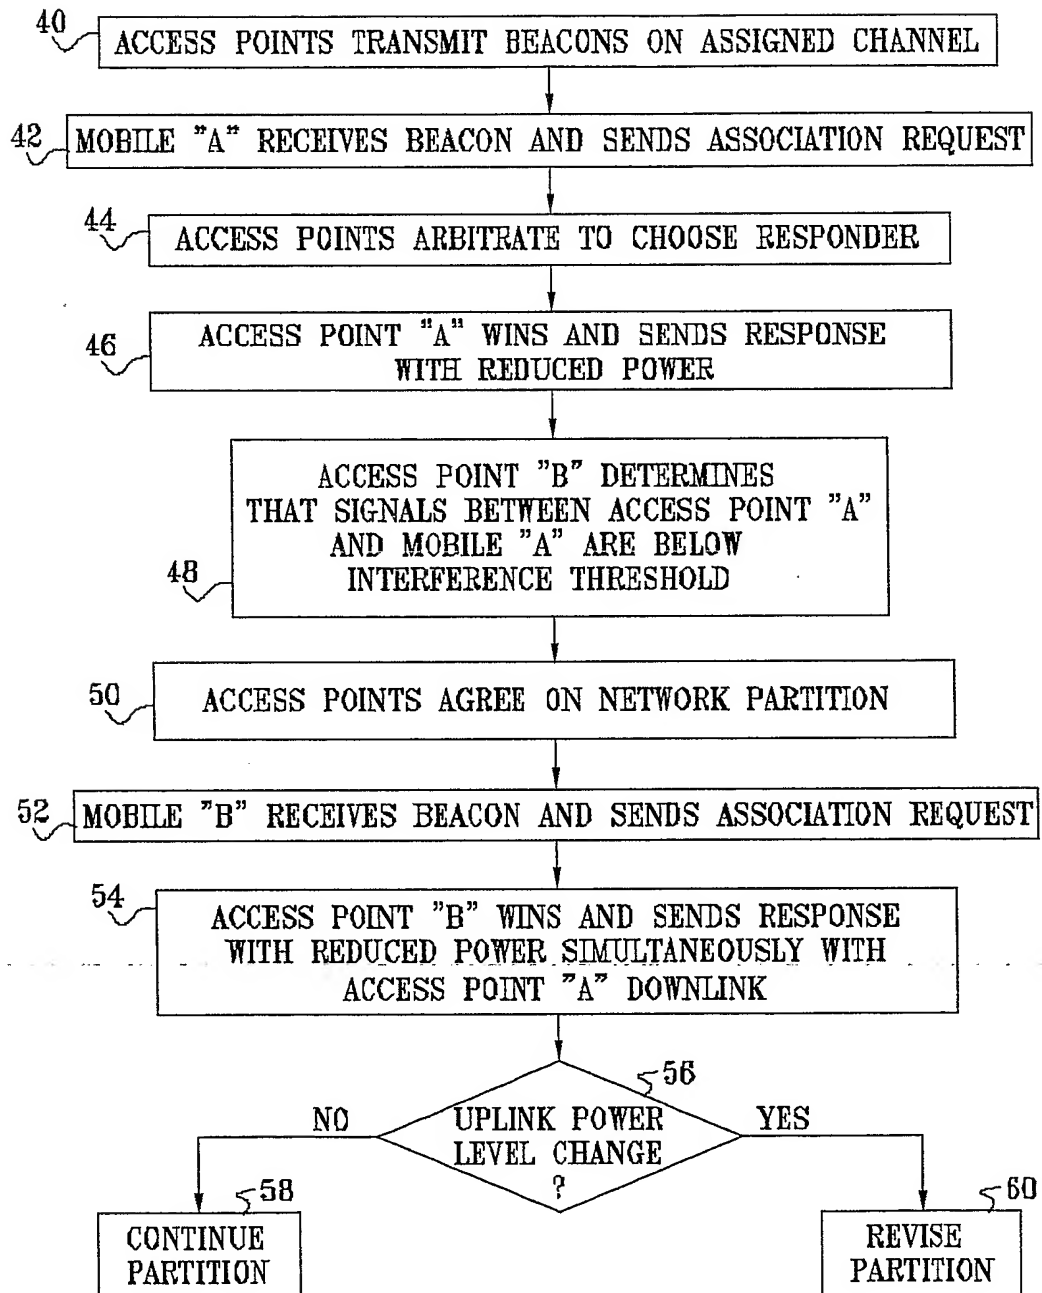 40
ACCESS POINTS TRANSMIT BEACONS ON ASSIGNED CHANNEL
42
MOBILE "A" RECEIVES BEACON AND SENDS ASSOCIATION REQUEST
44
ACCESS POINTS ARBITRATE TO CHOOSE RESPONDER
46
ACCESS POINT "A" WINS AND SENDS RESPONSE
WITH REDUCED POWER
ACCESS POINT "B" DETERMINES
THAT SIGNALS BETWEEN ACCESS POINT "A"
AND MOBILE "A" ARE BELOW
INTERFERENCE THRESHOLD
48
50
ACCESS POINTS AGREE ON NETWORK PARTITION
52
MOBILE "B" RECEIVES BEACON AND SENDS ASSOCIATION REQUEST
54
ACCESS POINT "B" WINS AND SENDS RESPONSE
WITH REDUCED POWER SIMULTANEOUSLY WITH
ACCESS POINT "A" DOWNLINK
56
NO
UPLINK POWER
LEVEL CHANGE
?
YES
58
CONTINUE
PARTITION
60
REVISE
PARTITION